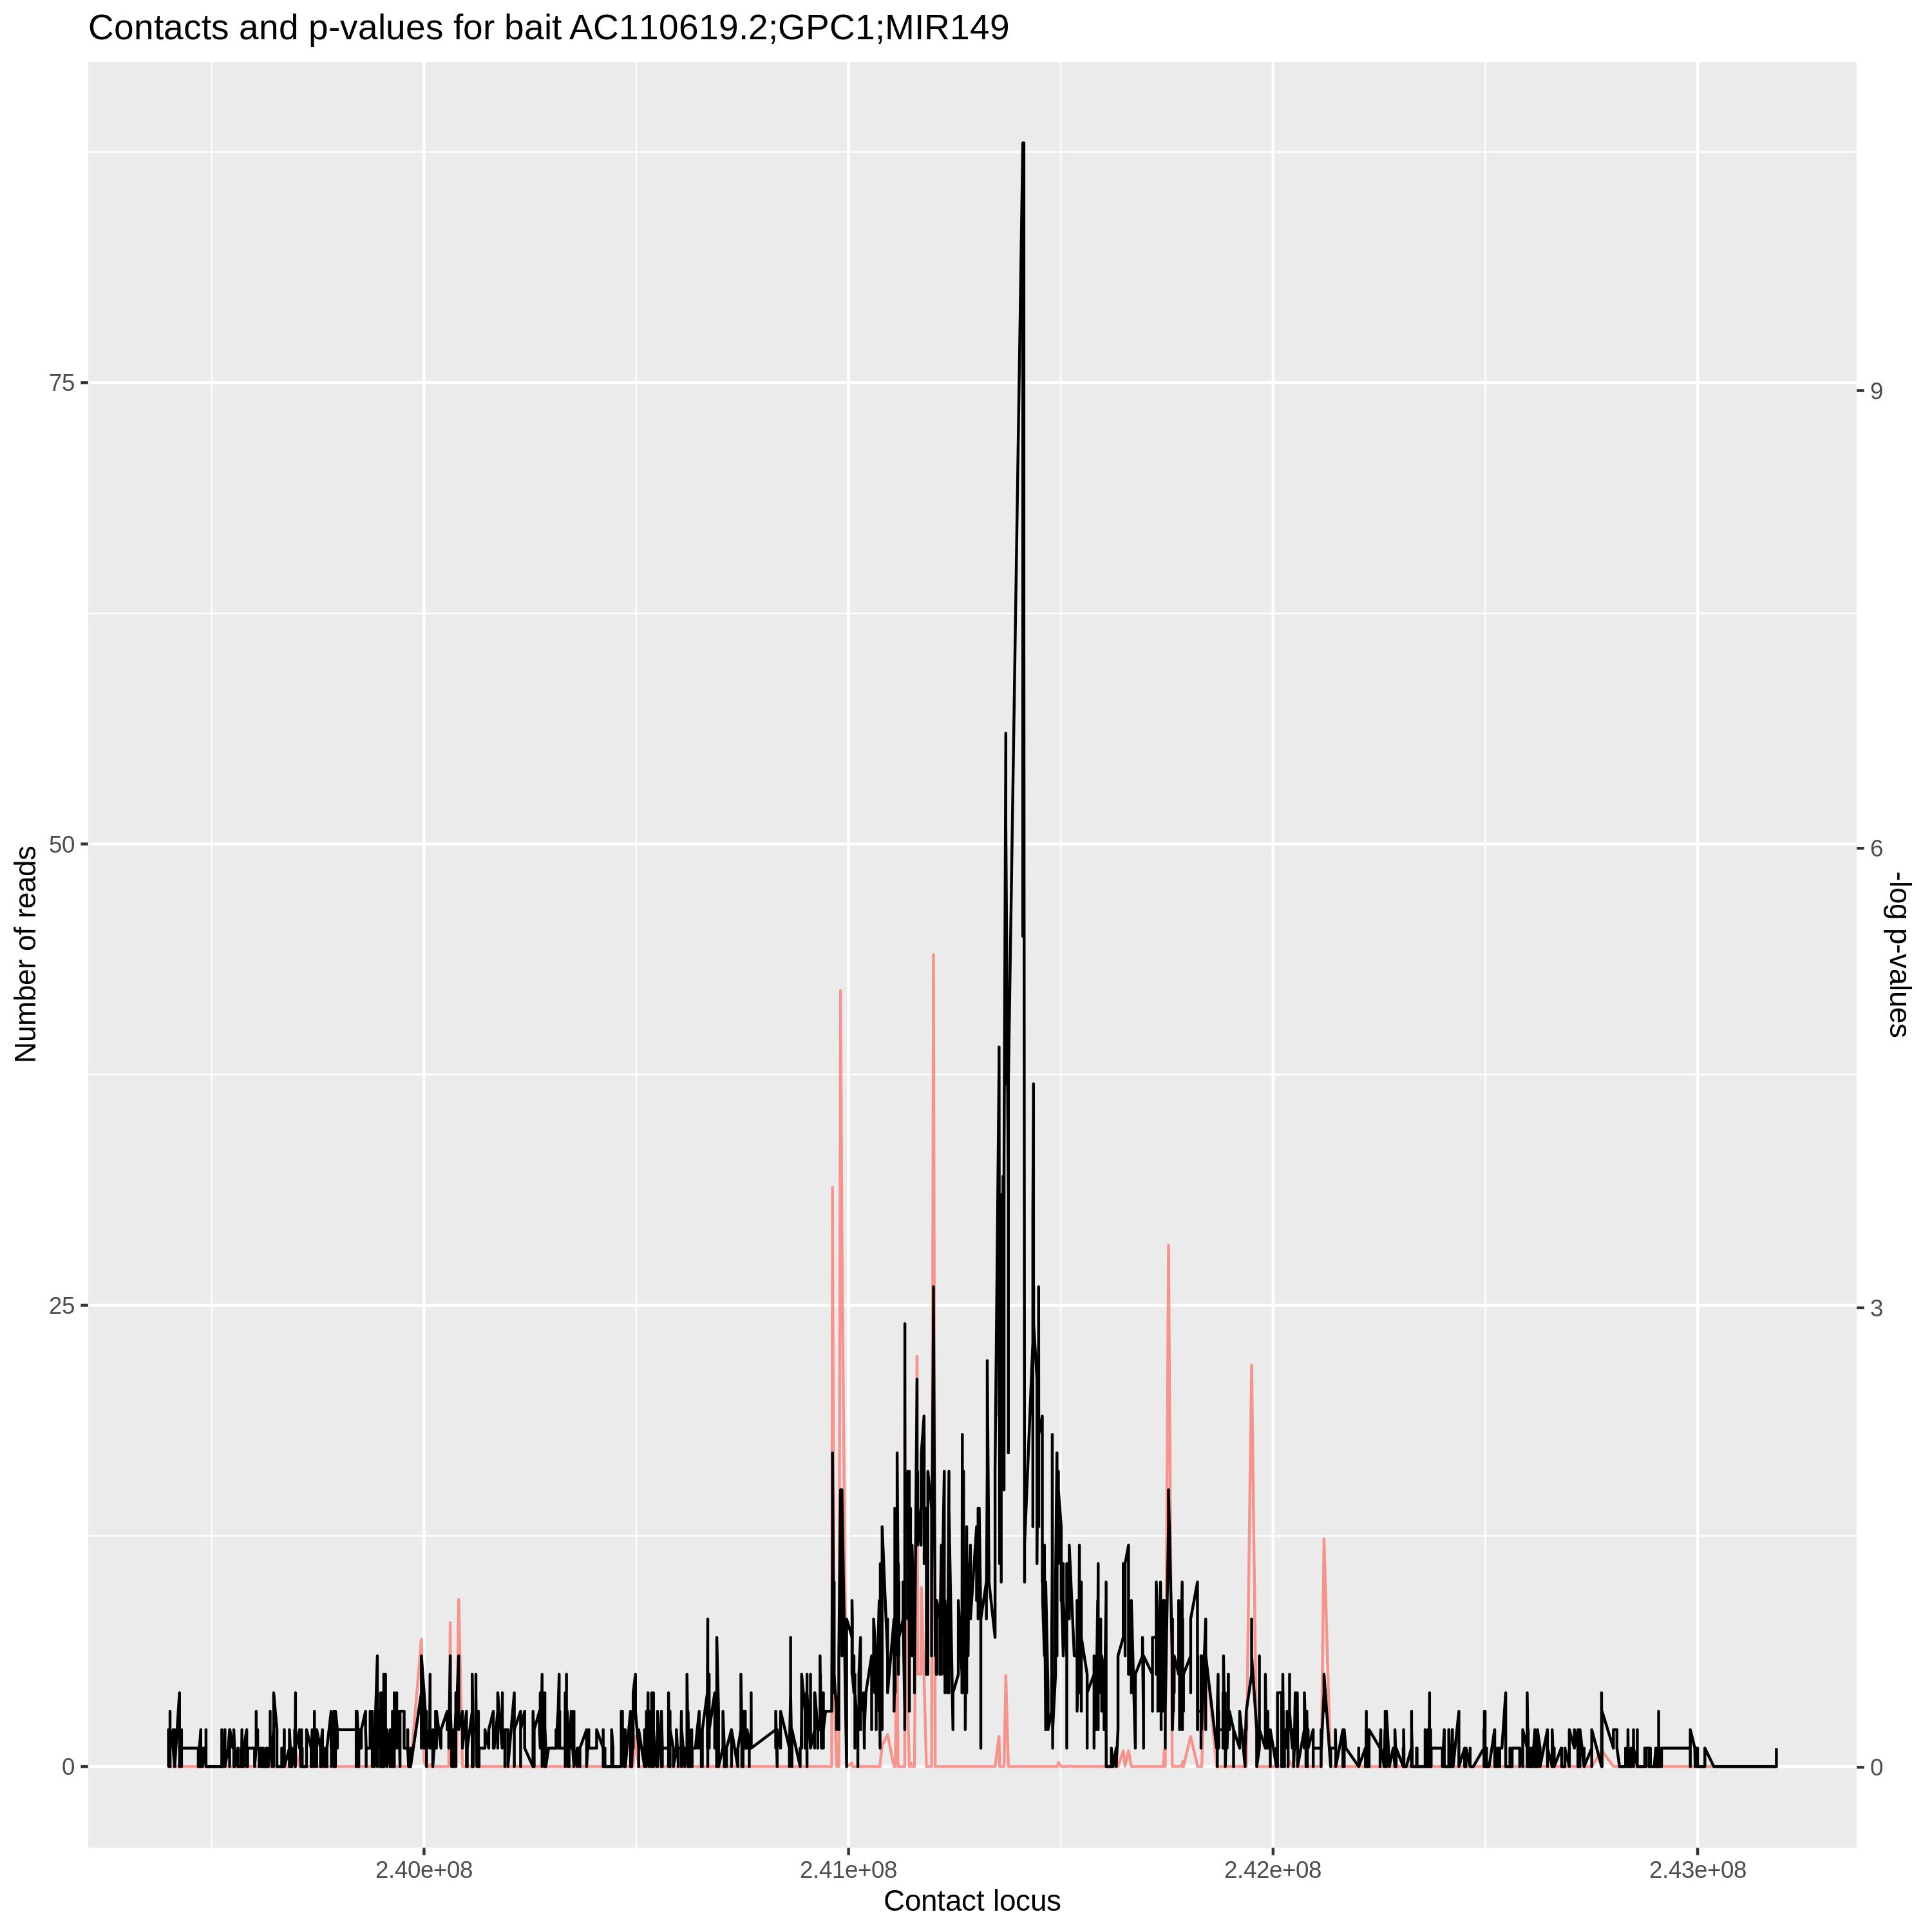 Contacts and p-values for bait AC110619.2;GPC1;MIR149
75
50
25
0
Number of reads
9
6
3
0
-log p-values
2.40e+08
2.41e+08
2.42e+08
2.43e+08
Contact locus